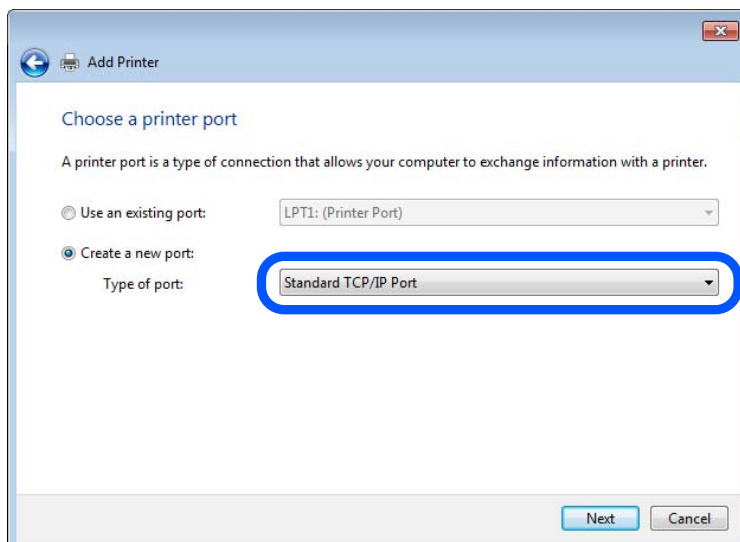 Add Printer
Choose a printer port
A printer port is a type of connection that allows your computer to exchange information with a printer.
Use an existing port: LPT1: (Printer Port)
Create a new port:
Type of port: Standard TCP/IP Port
Next Cancel